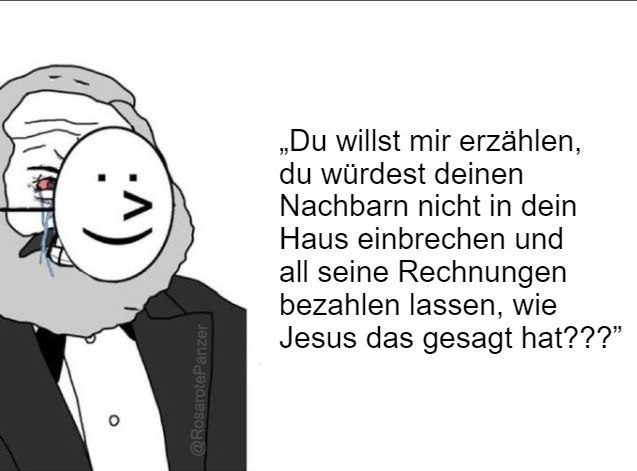 „Du willst mir erzählen,
du würdest deinen
Nachbarn nicht in dein
Haus einbrechen und
all seine Rechnungen
bezahlen lassen, wie
Jesus das gesagt hat???”
@RosarotePanzer